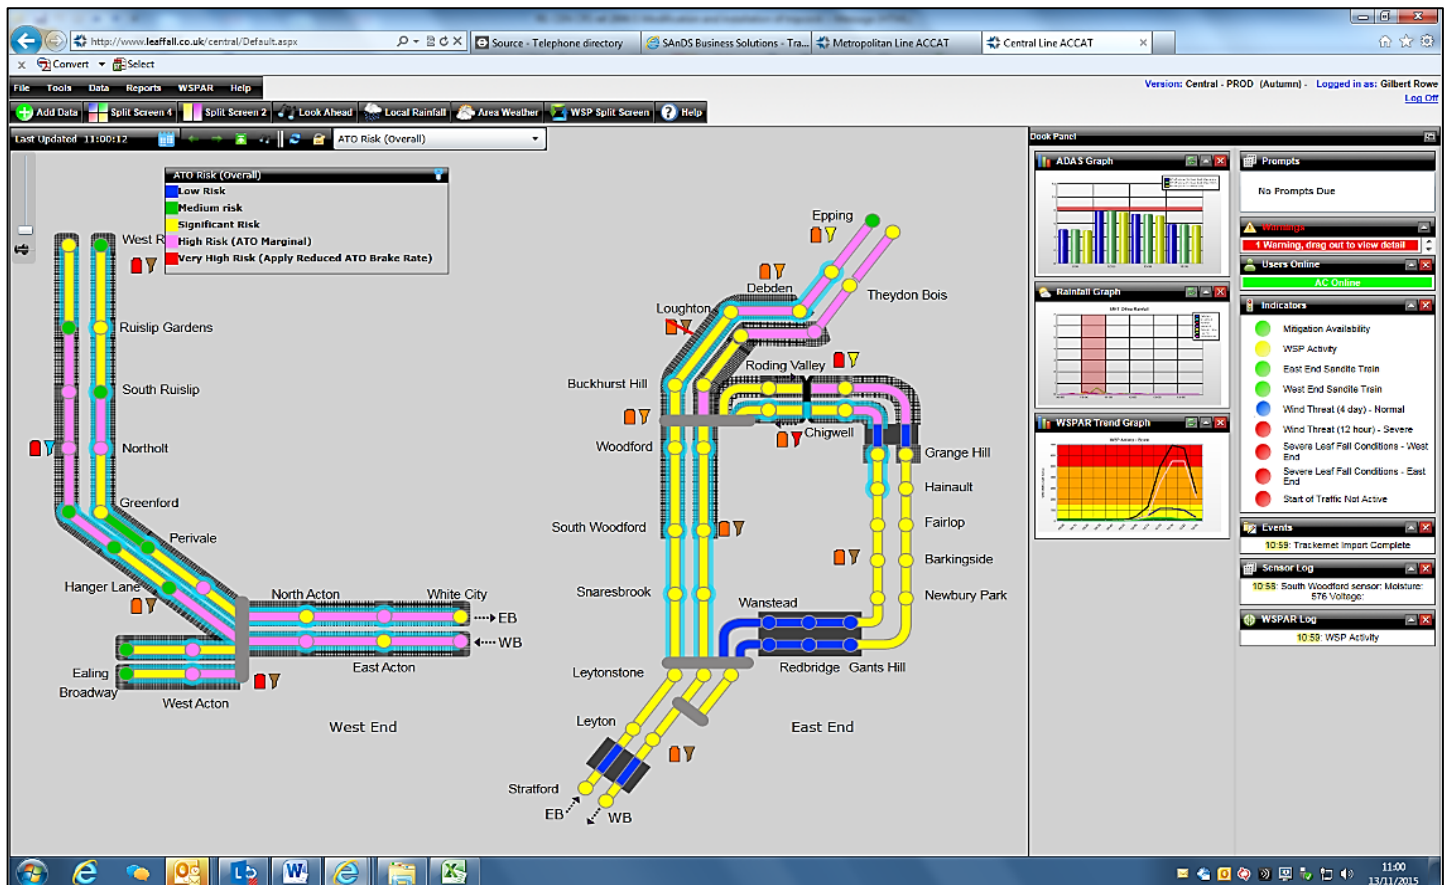 http://www.leaffall.co.uk/central/Default.aspx
Source - Telephone directory
SAnDS Business Solutions - Tra...
Metropolitan Line ACCAT
Central Line ACCAT
x Convert Select
File Tools Data Reports WSPAR Help
Version: Central - PROD (Autumn) - Logged in as: Gilbert Rowe
Log Off
Add Data Split Screen 4 Split Screen 2 Look Ahead Local Rainfall Area Weather WSP Split Screen Help
Last Updated 11:00:12
ATO Risk (Overall)
ATO Risk (Overall)
Low Risk
Medium risk
Significant Risk
High Risk (ATO Marginal)
Very High Risk (Apply Reduced ATO Brake Rate)
West R
Ruislip Gardens
South Ruislip
Northolt
Greenford
Perivale
Hanger Lane
North Acton
White City
EB
WB
East Acton
Ealing
Broadway
West Acton
West End
Epping
Theydon Bois
Debden
Loughton
Buckhurst Hill
Roding Valley
Chigwell
Woodford
Grange Hill
Hainault
South Woodford
Fairlop
Barkingside
Snaresbrook
Newbury Park
Wanstead
Redbridge
Gants Hill
Leytonstone
Leyton
East End
Stratford
EB
WB
Dook Panel
ADAS Graph
Rainfall Graph
WSPAR Trend Graph
Prompts
No Prompts Due
Warnings
1 Warning, drag out to view detail
Users Online
AC Online
Indicators
Mitigation Availability
WSP Activity
East End Sandite Train
West End Sandite Train
Wind Threat (4 day) - Normal
Wind Threat (12 hour) - Severe
Severe Leaf Fall Conditions - West
End
Severe Leaf Fall Conditions - East
End
Start of Traffic Not Active
Events
10:59: Trackernet Import Complete
Sensor Log
10:58: South Woodford sensor: Moisture:
576 Voltage:
WSPAR Log
10:59: WSP Activity
11:00
13/11/2015